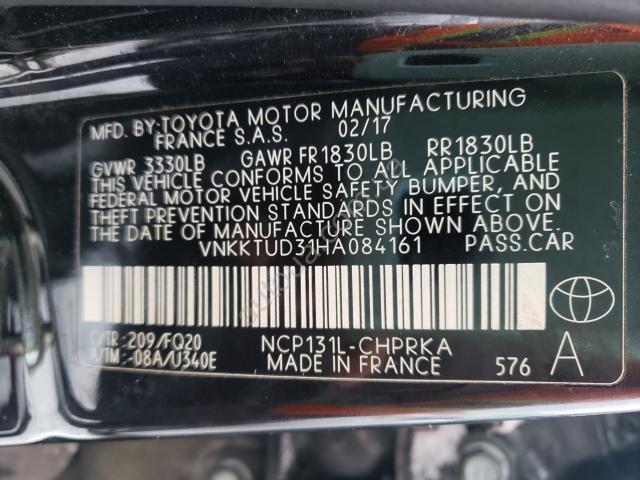 MFD. BY:TOYOTA MOTOR MANUFACTURING
FRANCE S.A.S. 02/17
GVWR 3330LB GAWR FR1830LB RR1830LB
THIS VEHICLE CONFORMS TO ALL APPLICABLE
FEDERAL MOTOR VEHICLE SAFETY, BUMPER, AND
THEFT PREVENTION STANDARDS IN EFFECT ON
THE DATE OF MANUFACTURE SHOWN ABOVE.
VNKKTUD31HA084161 PASS.CAR
C/TR:209/FQ20 NCP131L-CHPRKA
A/TM:-08A/U340E MADE IN FRANCE 576 A